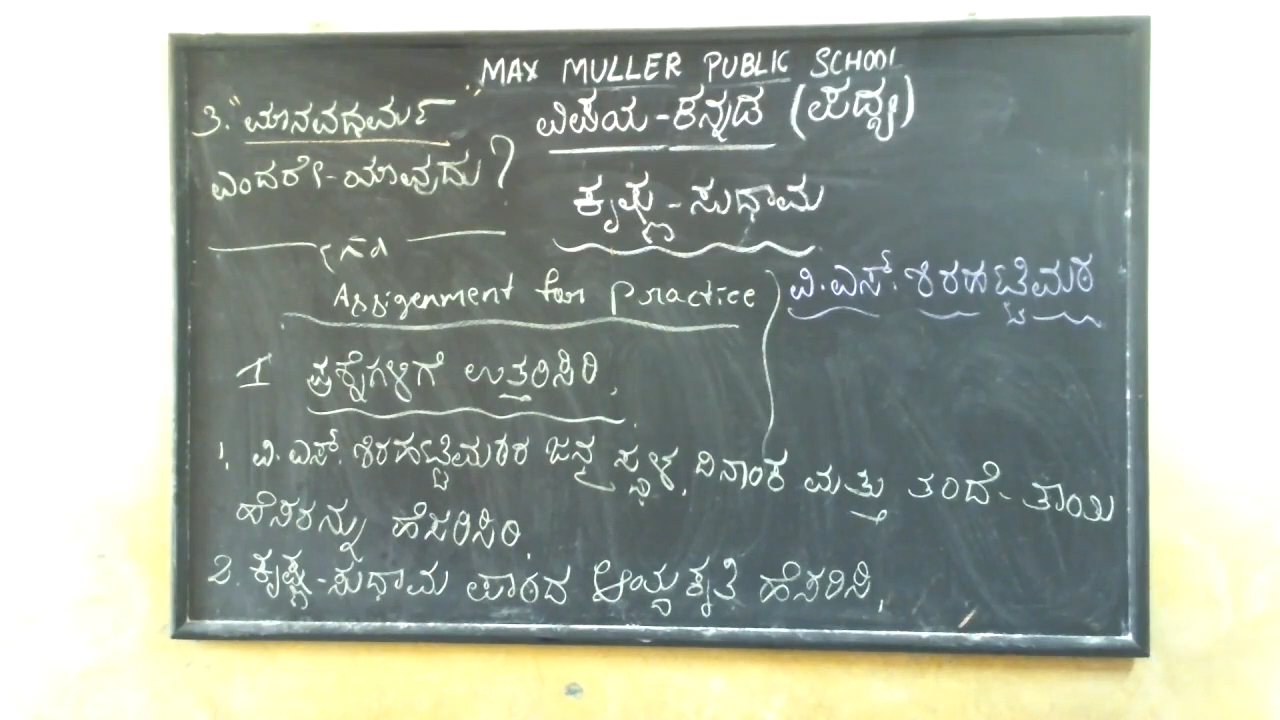 MAX MULLER PUBLIC SCHOOL
ವಿಷಯ-ಕನ್ನಡ (ಪದ್ಯ)
ಕೃಷ್ಣ-ಸುಧಾಮ
ವಿ.ಎಸ್. ಶಿರಹಟ್ಟಿಮಠ
Assignment for practice
I ಪ್ರಶ್ನೆಗಳಿಗೆ ಉತ್ತರಿಸಿರಿ.
1. ವಿ.ಎಸ್. ಶಿರಹಟ್ಟಿಮಠರ ಜನ್ಮ ಸ್ಥಳ, ದಿನಾಂಕ ಮತ್ತು ತಂದೆ-ತಾಯಿ
ಹೆಸರನ್ನು ಹೆಸರಿಸಿರಿ.
2. ಕೃಷ್ಣ-ಸುಧಾಮ ಪಾಠದ ಆಯ್ದ ಕೃತಿ ಹೆಸರಿಸಿ.
3. "ಮಾನವಧರ್ಮ"
ಎಂದರೇ-ಯಾವುದು?